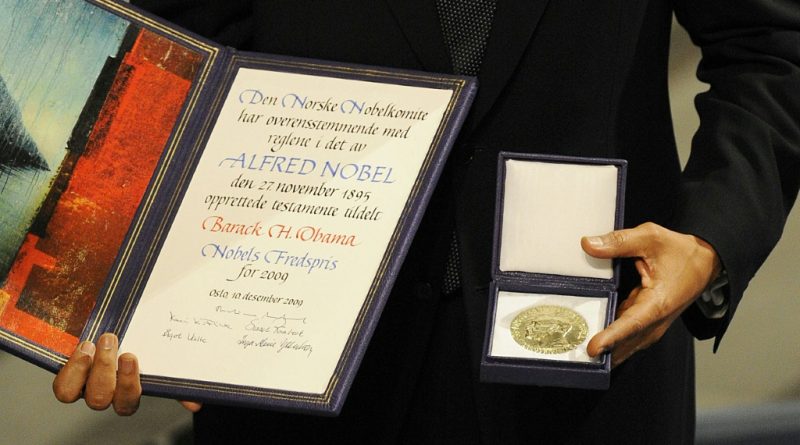 Den Norske Nobelkomite
har overensstemmende med
reglene i det av
ALFRED NOBEL
den 27. november 1895
opprettede testamente tildelt
Barack H. Obama
Nobels Fredspris
for 2009
Oslo, 10. desember 2009